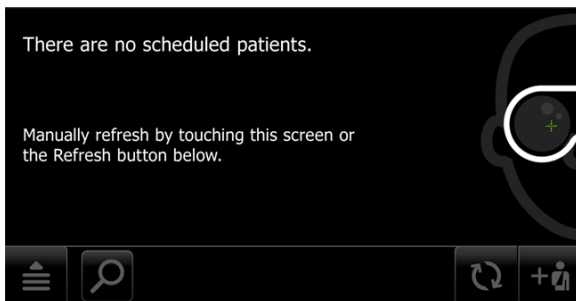 There are no scheduled patients.
Manually refresh by touching this screen or
the Refresh button below.